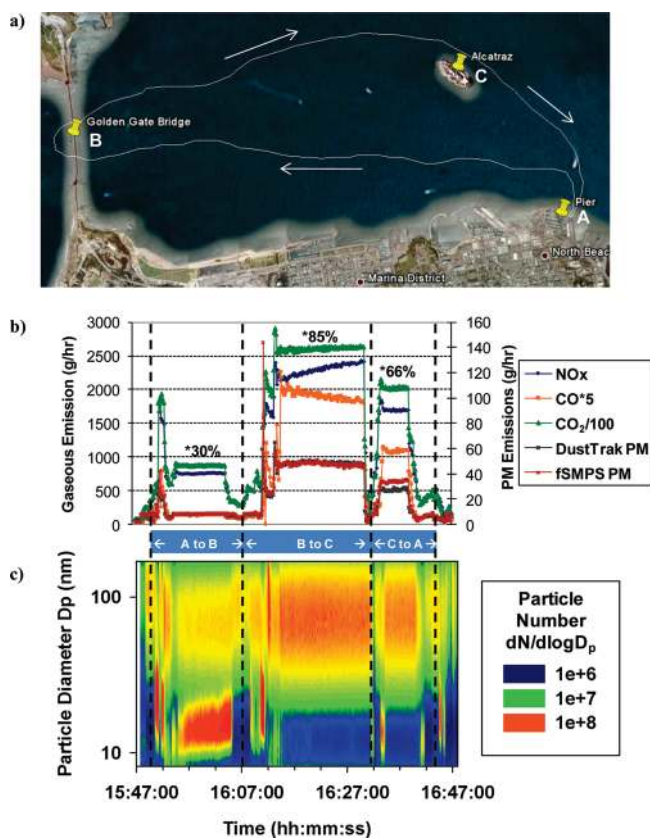 a)
Alcatraz
C
Golden Gate Bridge
B
Pier
A
North Beac
Marina District
b)
Gaseous Emission (g/hr)
3000
2500
2000
1500
1000
500
0
*30%
*85%
*66%
160
140
120
100
80
60
40
20
0
PM Emissions (g/hr)
NOx
CO*5
CO₂/100
DustTrak PM
fSMPS PM
A to B
B to C
C to A
c)
Particle Diameter Dp (nm)
100
10
15:47:00
16:07:00
16:27:00
16:47:00
Time (hh:mm:ss)
Particle
Number
dN/dlogDₚ
1e+6
1e+7
1e+8